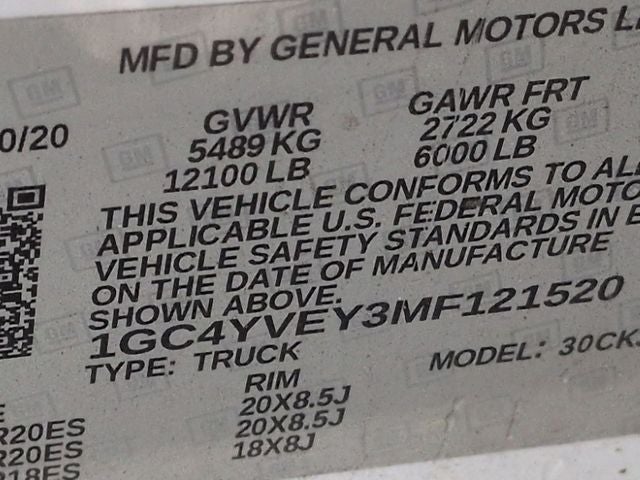 MFD BY GENERAL MOTORS
0/20
GVWR
GAWR FRT
5489 KG
2722 KG
12100 LB
6000 LB
THIS VEHICLE CONFORMS TO ALL
APPLICABLE U.S. FEDERAL MOTO
VEHICLE SAFETY STANDARDS IN
ON THE DATE OF MANUFACTURE
SHOWN ABOVE.
1GC4YVEY3MF121520
TYPE: TRUCK
MODEL: 30CK
RIM
20X8.5J
R20ES
20X8.5J
R20ES
18X8J
R18ES